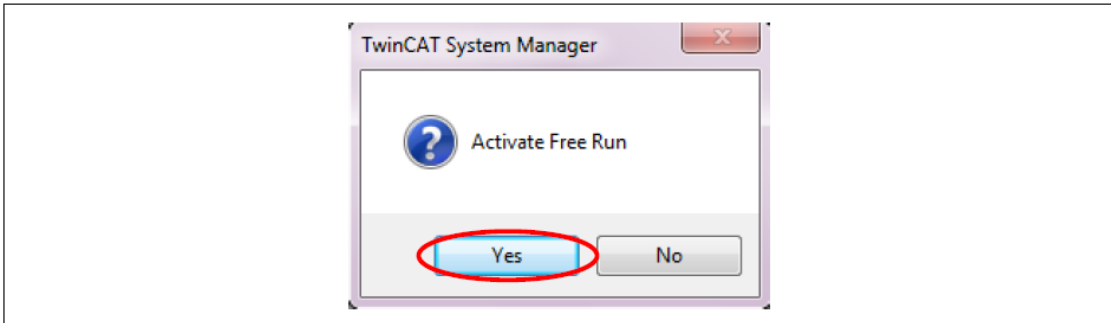 TwinCAT System Manager
Activate Free Run
Yes No